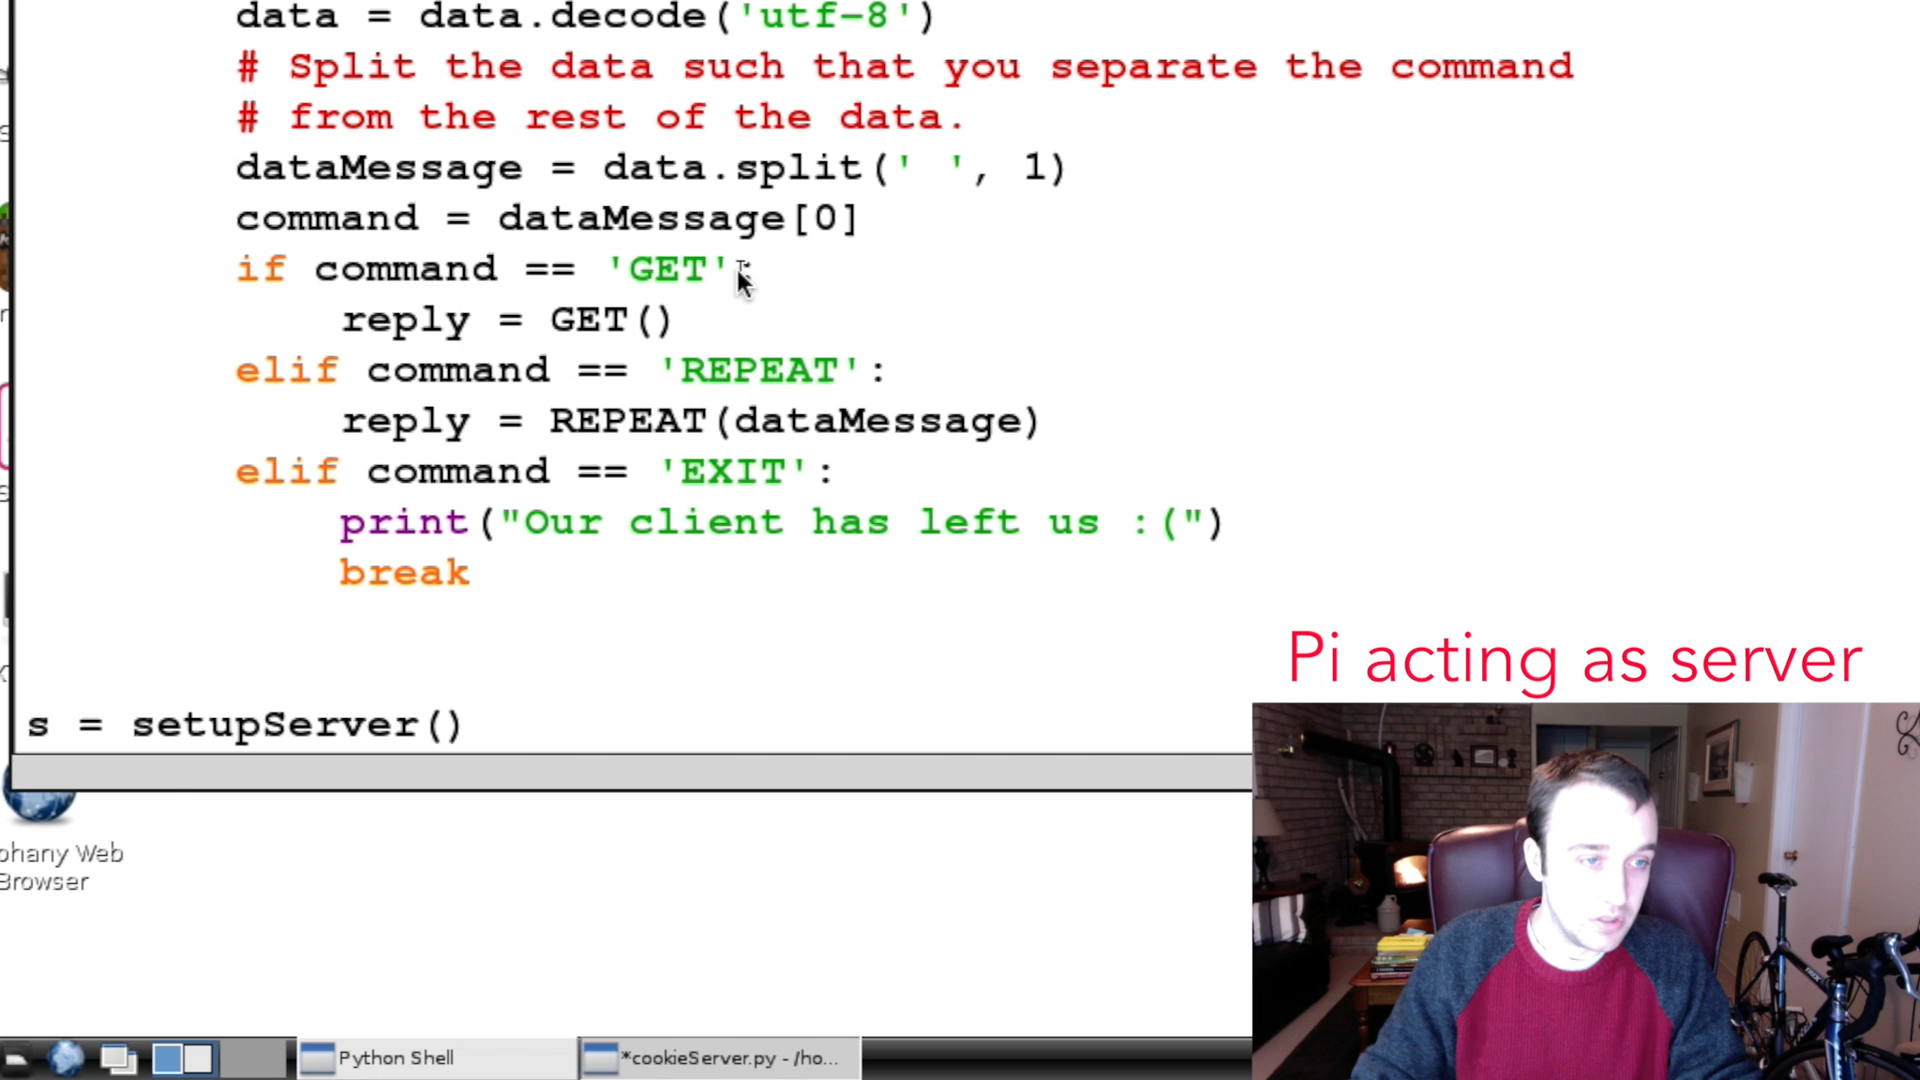 data = data.decode('utf-8')
# Split the data such that you separate the command
# from the rest of the data.
dataMessage = data.split(' ', 1)
command = dataMessage[0]
if command == 'GET':
reply = GET()
elif command == 'REPEAT':
reply = REPEAT(dataMessage)
elif command == 'EXIT':
print("Our client has left us :(")
break
s = setupServer()
Pi acting as server
phany Web
Browser
Python Shell
*cookieServer.py - /ho...